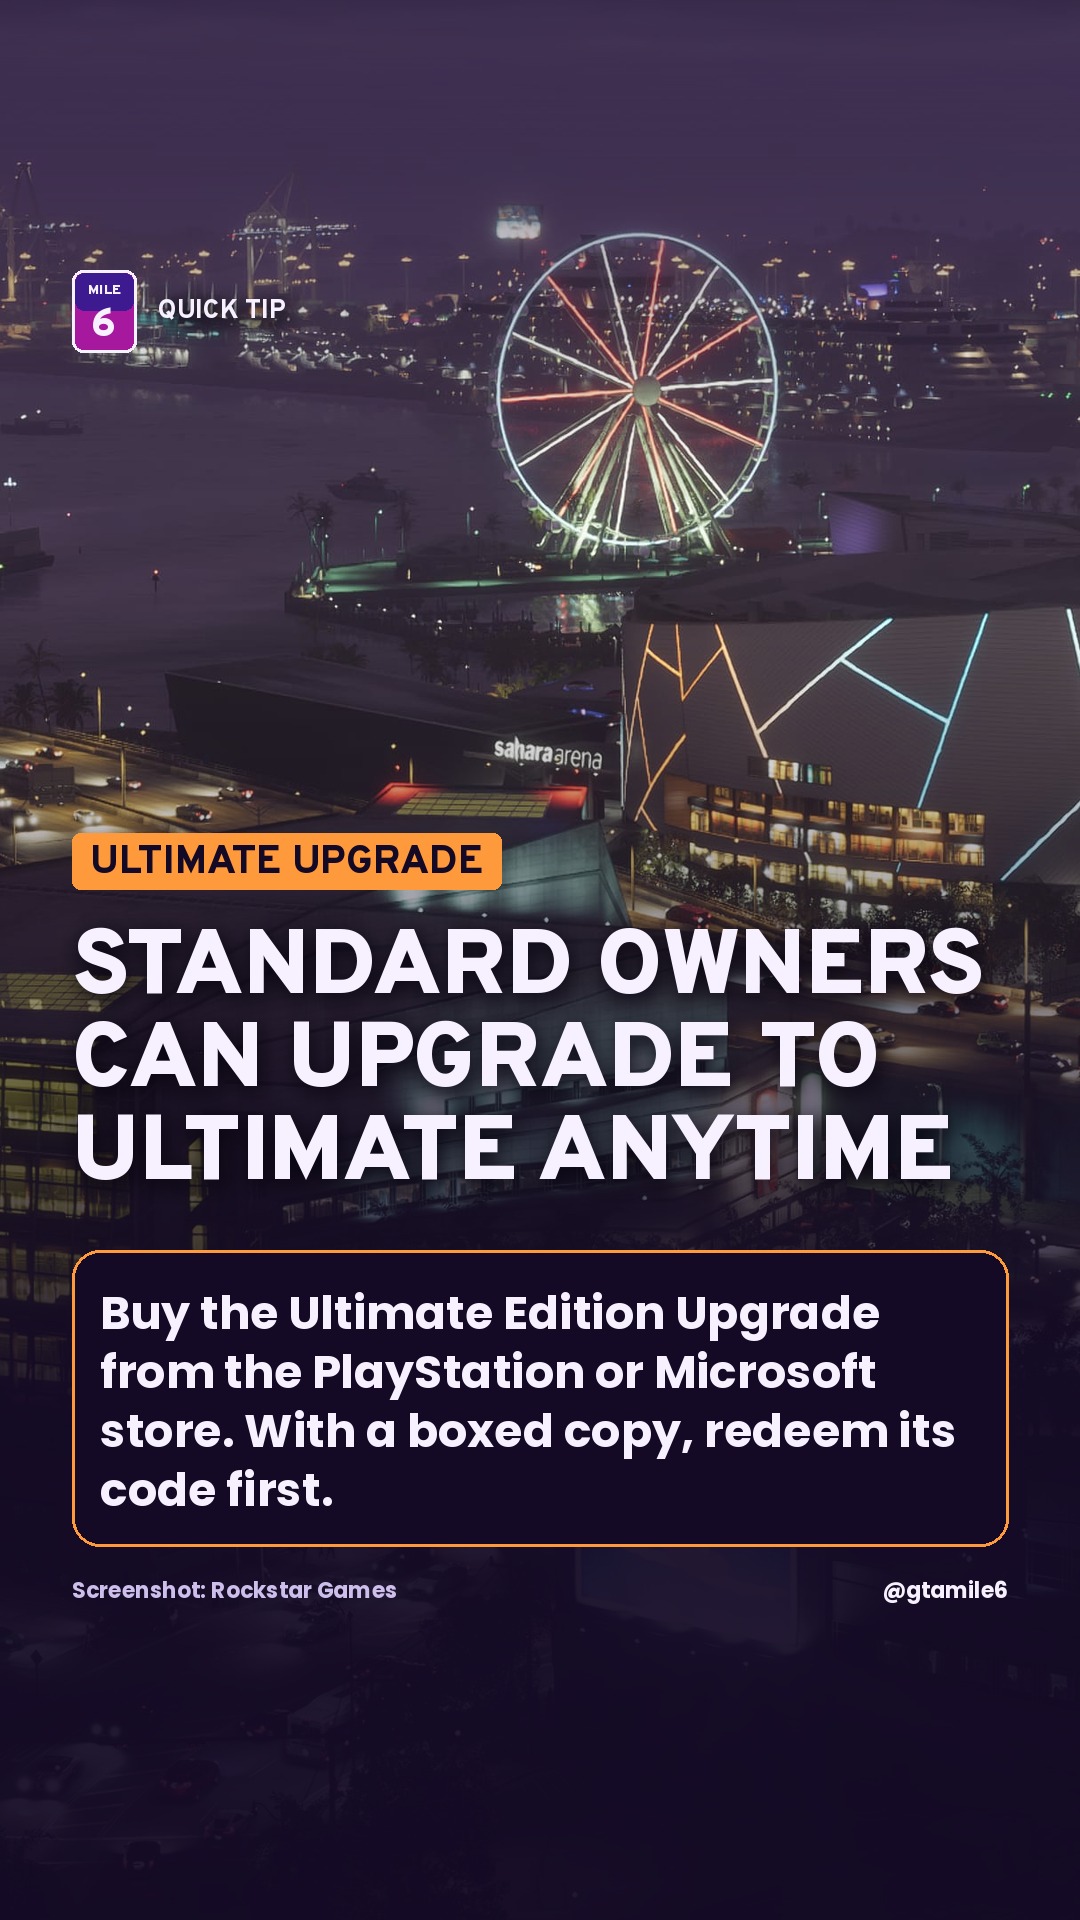 MILE
6
QUICK TIP
sahara arena
ULTIMATE UPGRADE
STANDARD OWNERS
CAN UPGRADE TO
ULTIMATE ANYTIME
Buy the Ultimate Edition Upgrade
from the PlayStation or Microsoft
store. With a boxed copy, redeem its
code first.
Screenshot: Rockstar Games
@gtamile6